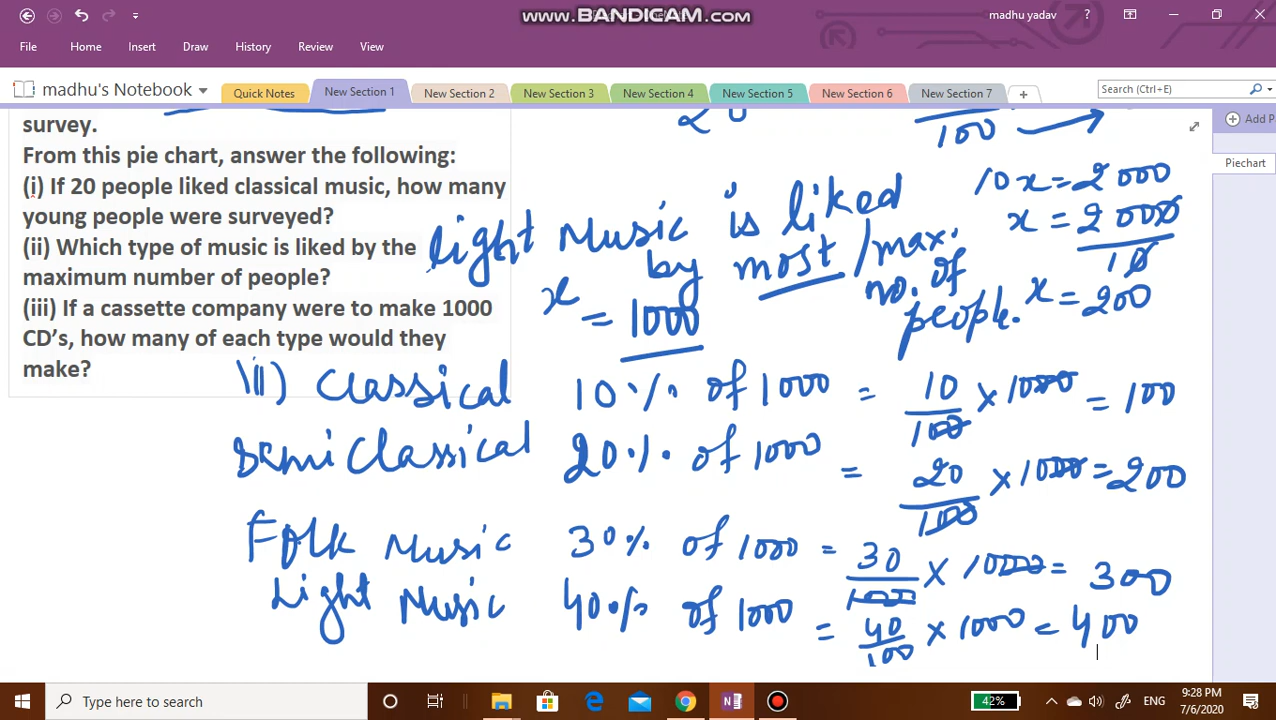 www.BANDICAM.com
madhu yadav
?
File Home Insert Draw History Review View
madhu's Notebook
Quick Notes New Section 1 New Section 2 New Section 3 New Section 4 New Section 5 New Section 6 New Section 7
Search (Ctrl+E)
Add P
Piechart
survey.
From this pie chart, answer the following:
(i) If 20 people liked classical music, how many
young people were surveyed?
(ii) Which type of music is liked by the
maximum number of people?
(iii) If a cassette company were to make 1000
CD's, how many of each type would they
make?
20
100
10x = 2000
x = 2000
10
x = 200
Light Music is liked
by most / max.
no. of
people.
x
= 1000
iii) Classical 10% of 1000 = 10/100 × 1000 = 100
Semi Classical 20% of 1000 = 20/100 × 1000 = 200
Folk Music 30% of 1000 = 30/100 × 1000 = 300
Light Music 40% of 1000 = 40/100 × 1000 = 400
Type here to search
42%
ENG
9:28 PM
7/6/2020